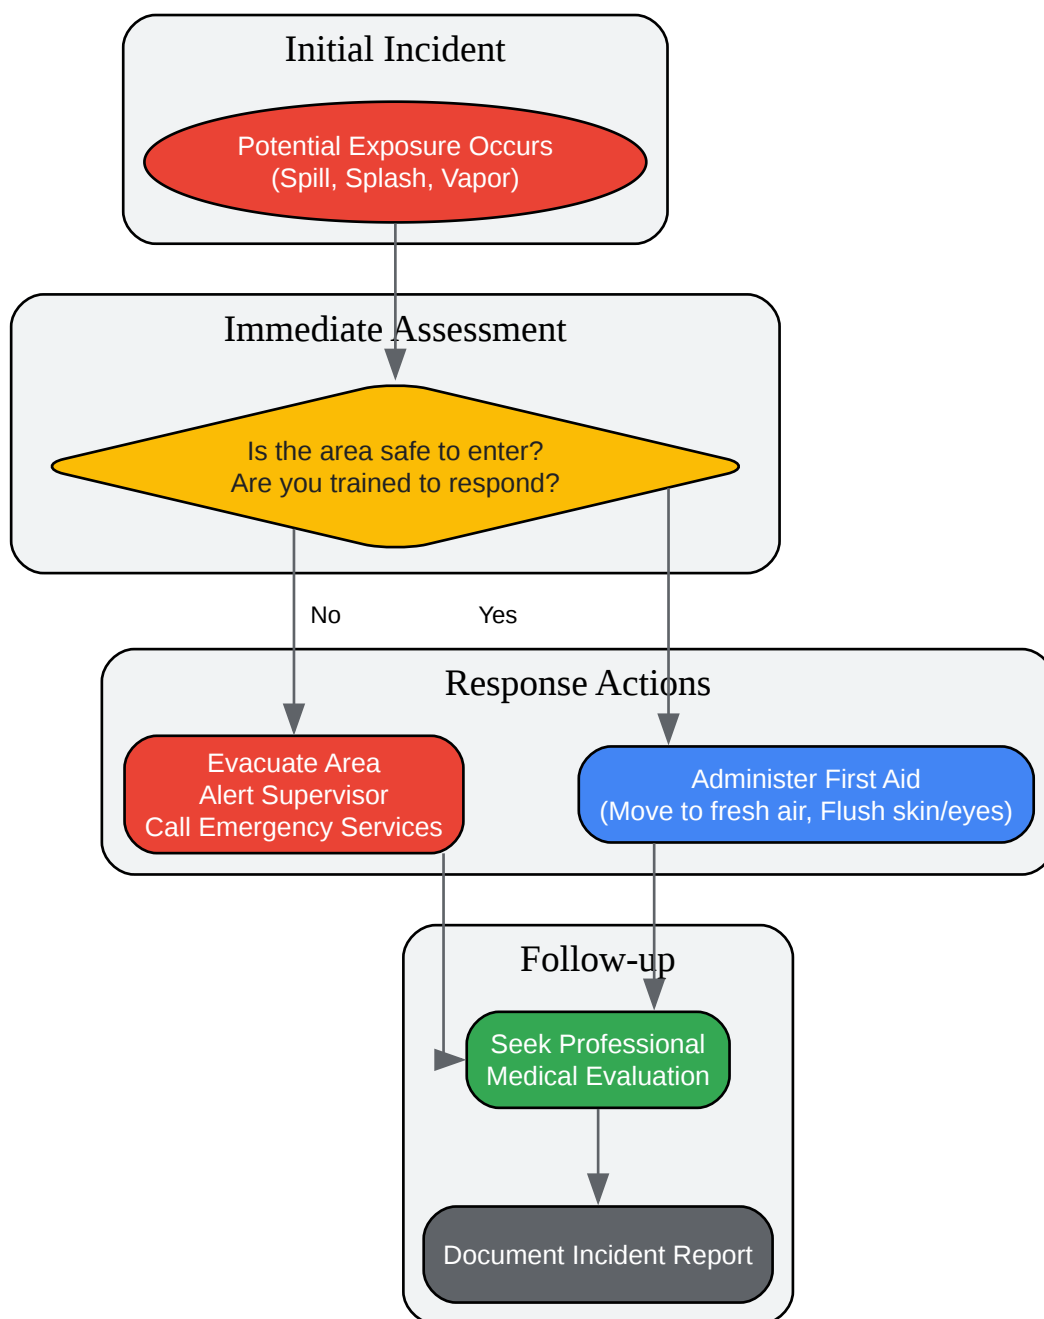 Initial Incident
Potential Exposure Occurs
(Spill, Splash, Vapor)
Immediate Assessment
Is the area safe to enter?
Are you trained to respond?
No
Yes
Response Actions
Evacuate Area
Alert Supervisor
Call Emergency Services
Administer First Aid
(Move to fresh air, Flush skin/eyes)
Follow-up
Seek Professional
Medical Evaluation
Document Incident Report